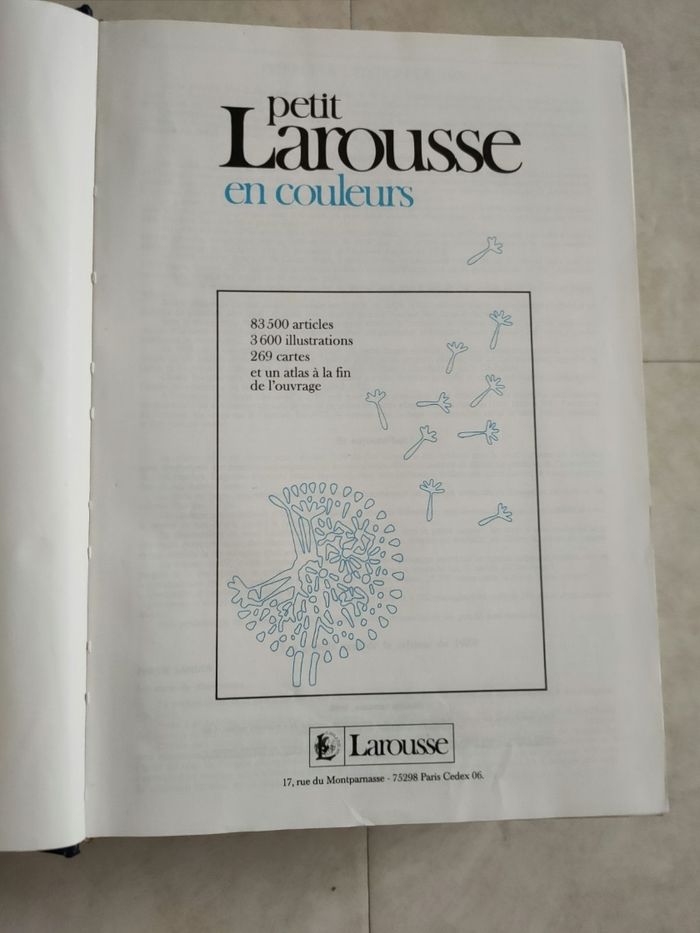 petit
Larousse
en couleurs
83 500 articles
3 600 illustrations
269 cartes
et un atlas à la fin
de l'ouvrage
Larousse
17, rue du Montparnasse - 75298 Paris Cedex 06.